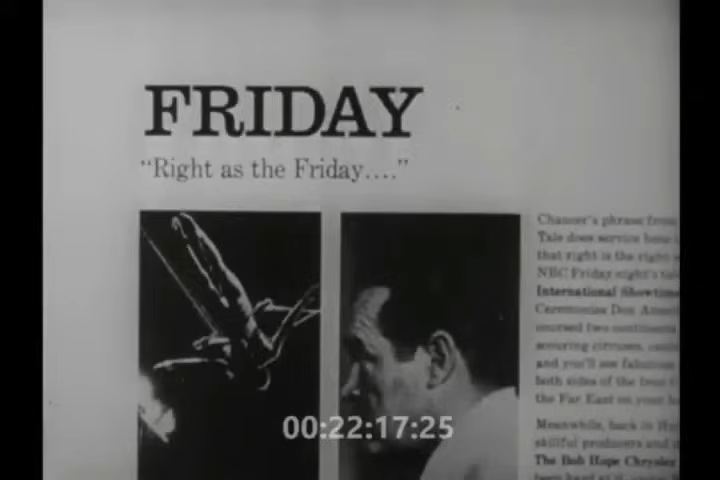 FRIDAY
“Right as the Friday....”
Chaucer's phrase from
Tale does service here
that right is the right
NBC Friday night's
International Showtime
Ceremonies Don
coursed two continents
scouring circuses,
and you'll see fabulous
both sides of the
the Far East on your
Meanwhile, back in
skillful producers and
The Bob Hope Chrysler
00:22:17:25